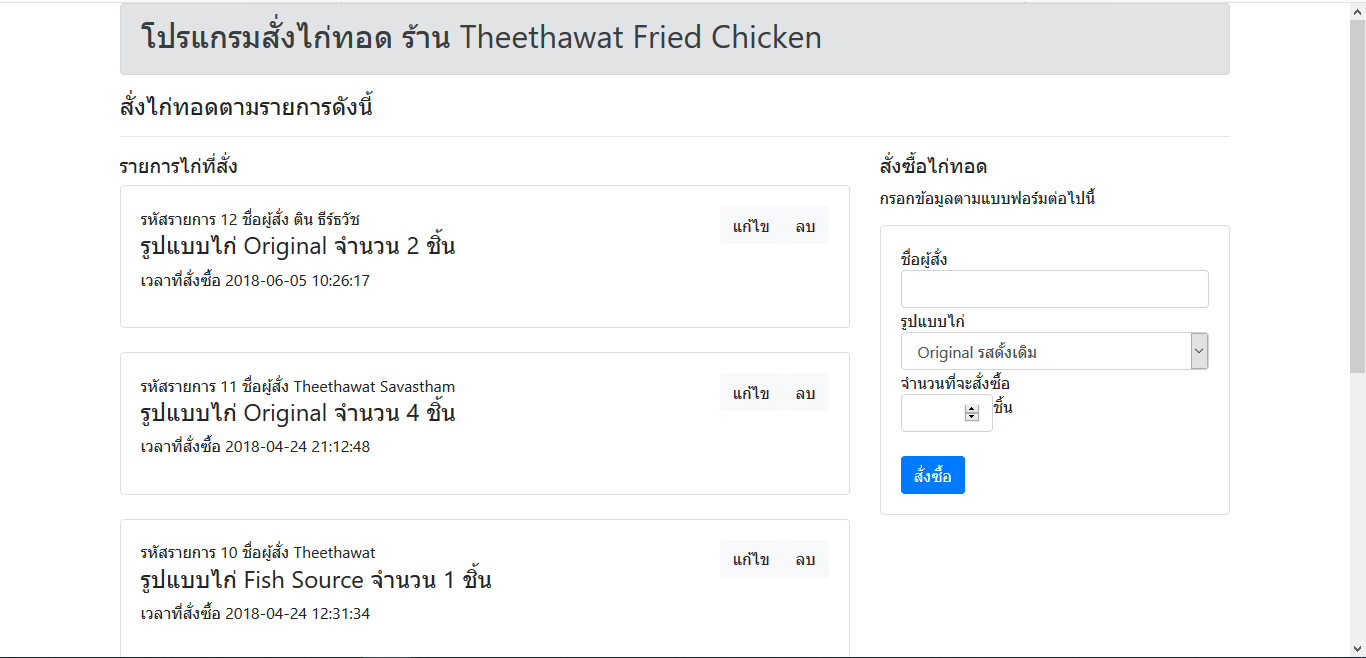 โปรแกรมสั่งไก่ทอด ร้าน Theethawat Fried Chicken
สั่งไก่ทอดตามรายการดังนี้
รายการไก่ที่สั่ง
รหัสรายการ 12 ชื่อผู้สั่ง ติน ธีร์ธวัช
รูปแบบไก่ Original จำนวน 2 ชิ้น
เวลาที่สั่งซื้อ 2018-06-05 10:26:17
แก้ไข ลบ
รหัสรายการ 11 ชื่อผู้สั่ง Theethawat Savastham
รูปแบบไก่ Original จำนวน 4 ชิ้น
เวลาที่สั่งซื้อ 2018-04-24 21:12:48
แก้ไข ลบ
รหัสรายการ 10 ชื่อผู้สั่ง Theethawat
รูปแบบไก่ Fish Source จำนวน 1 ชิ้น
เวลาที่สั่งซื้อ 2018-04-24 12:31:34
แก้ไข ลบ
สั่งซื้อไก่ทอด
กรอกข้อมูลตามแบบฟอร์มต่อไปนี้
ชื่อผู้สั่ง
รูปแบบไก่
Original รสดั้งเดิม
จำนวนที่จะสั่งซื้อ
ชิ้น
สั่งซื้อ